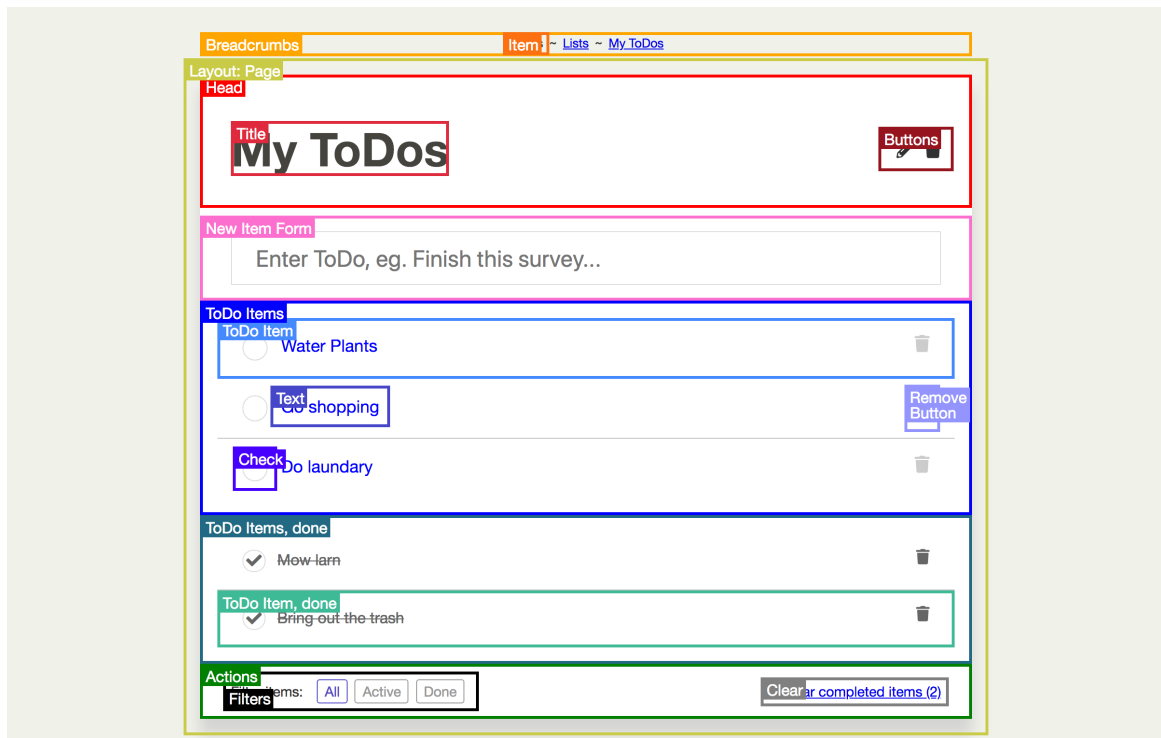 Breadcrumbs Item ~ Lists ~ My ToDos
Layout: Page
Head
Title
My ToDos
Buttons
New Item Form
Enter ToDo, eg. Finish this survey...
ToDo Items
ToDo Item
Water Plants
Text
Go shopping
Remove
Button
Check
Do laundary
ToDo Items, done
Mow larn
ToDo Item, done
Bring out the trash
Actions
items: All Active Done
Filters
Clear completed items (2)